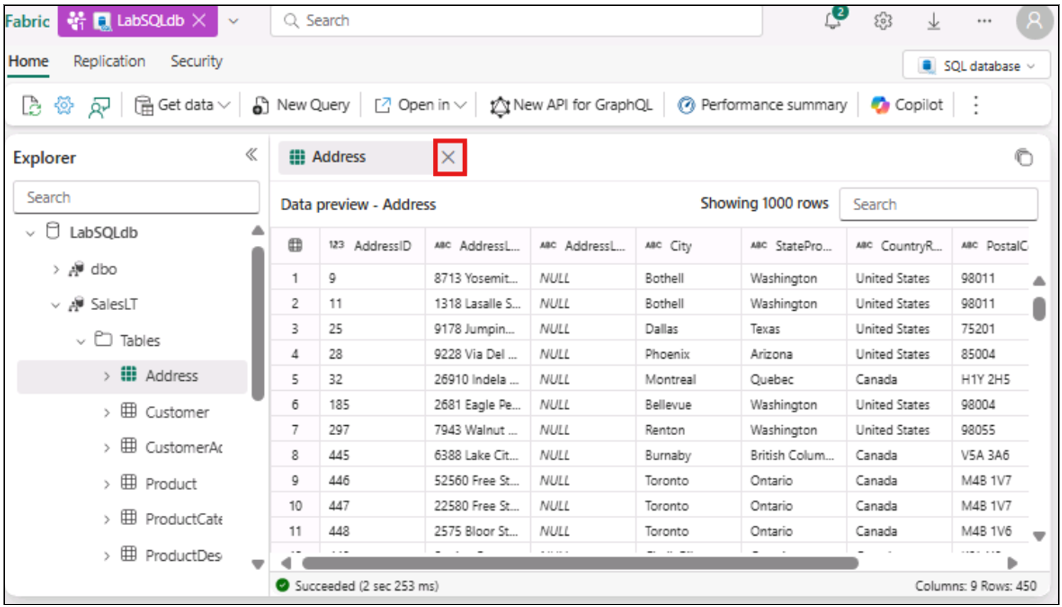 Fabric LabSQLdb Search 2 A
Home Replication Security SQL database
Get data New Query Open in New API for GraphQL Performance summary Copilot
Explorer
Search
LabSQLdb
dbo
SalesLT
Tables
Address
Customer
CustomerAd
Product
ProductCate
ProductDes
Address
Data preview - Address Showing 1000 rows Search
123 AddressID ABC AddressL... ABC AddressL... ABC City ABC StatePro... ABC CountryR... ABC PostalC
1 9 8713 Yosemit... NULL Bothell Washington United States 98011
2 11 1318 Lasalle S... NULL Bothell Washington United States 98011
3 25 9178 Jumpin... NULL Dallas Texas United States 75201
4 28 9228 Via Del ... NULL Phoenix Arizona United States 85004
5 32 26910 Indela ... NULL Montreal Quebec Canada H1Y 2H5
6 185 2681 Eagle Pe... NULL Bellevue Washington United States 98004
7 297 7943 Walnut ... NULL Renton Washington United States 98055
8 445 6388 Lake Cit... NULL Burnaby British Colum... Canada V5A 3A6
9 446 52560 Free St... NULL Toronto Ontario Canada M4B 1V7
10 447 22580 Free St... NULL Toronto Ontario Canada M4B 1V7
11 448 2575 Bloor St... NULL Toronto Ontario Canada M4B 1V6
Succeeded (2 sec 253 ms) Columns: 9 Rows: 450